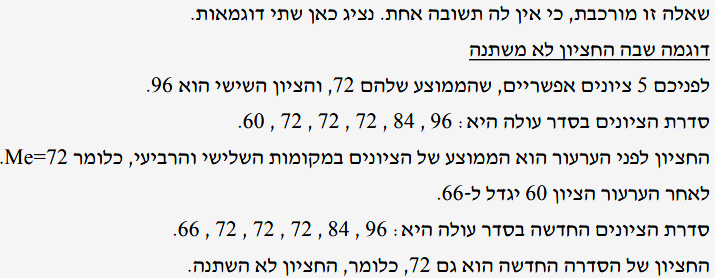 שאלה זו מורכבת, כי אין לה תשובה אחת. נציג כאן שתי דוגמאות.
דוגמה שבה החציון לא משתנה
לפניכם 5 ציונים אפשריים, שהממוצע שלהם 72, והציון השישי הוא 96.
סדרת הציונים בסדר עולה היא: 96 , 84 , 72 , 72 , 72 , 60.
החציון לפני הערעור הוא הממוצע של הציונים במקומות השלישי והרביעי, כלומר Me=72.
לאחר הערעור הציון 60 יגדל ל-66.
סדרת הציונים החדשה בסדר עולה היא: 96 , 84 , 72 , 72 , 72 , 66.
החציון של הסדרה החדשה הוא גם 72, כלומר, החציון לא השתנה.